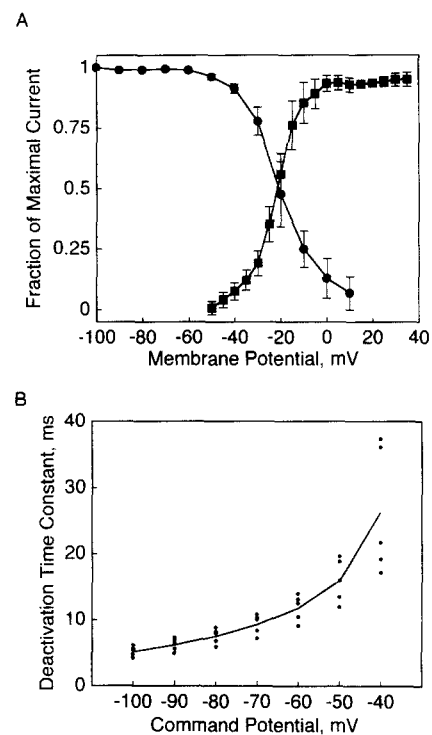 A
Fraction of Maximal Current
1
0.75
0.5
0.25
0
-100 -80 -60 -40 -20 0 20 40
Membrane Potential, mV
B
Deactivation Time Constant, ms
40
30
20
10
0
-100 -90 -80 -70 -60 -50 -40
Command Potential, mV